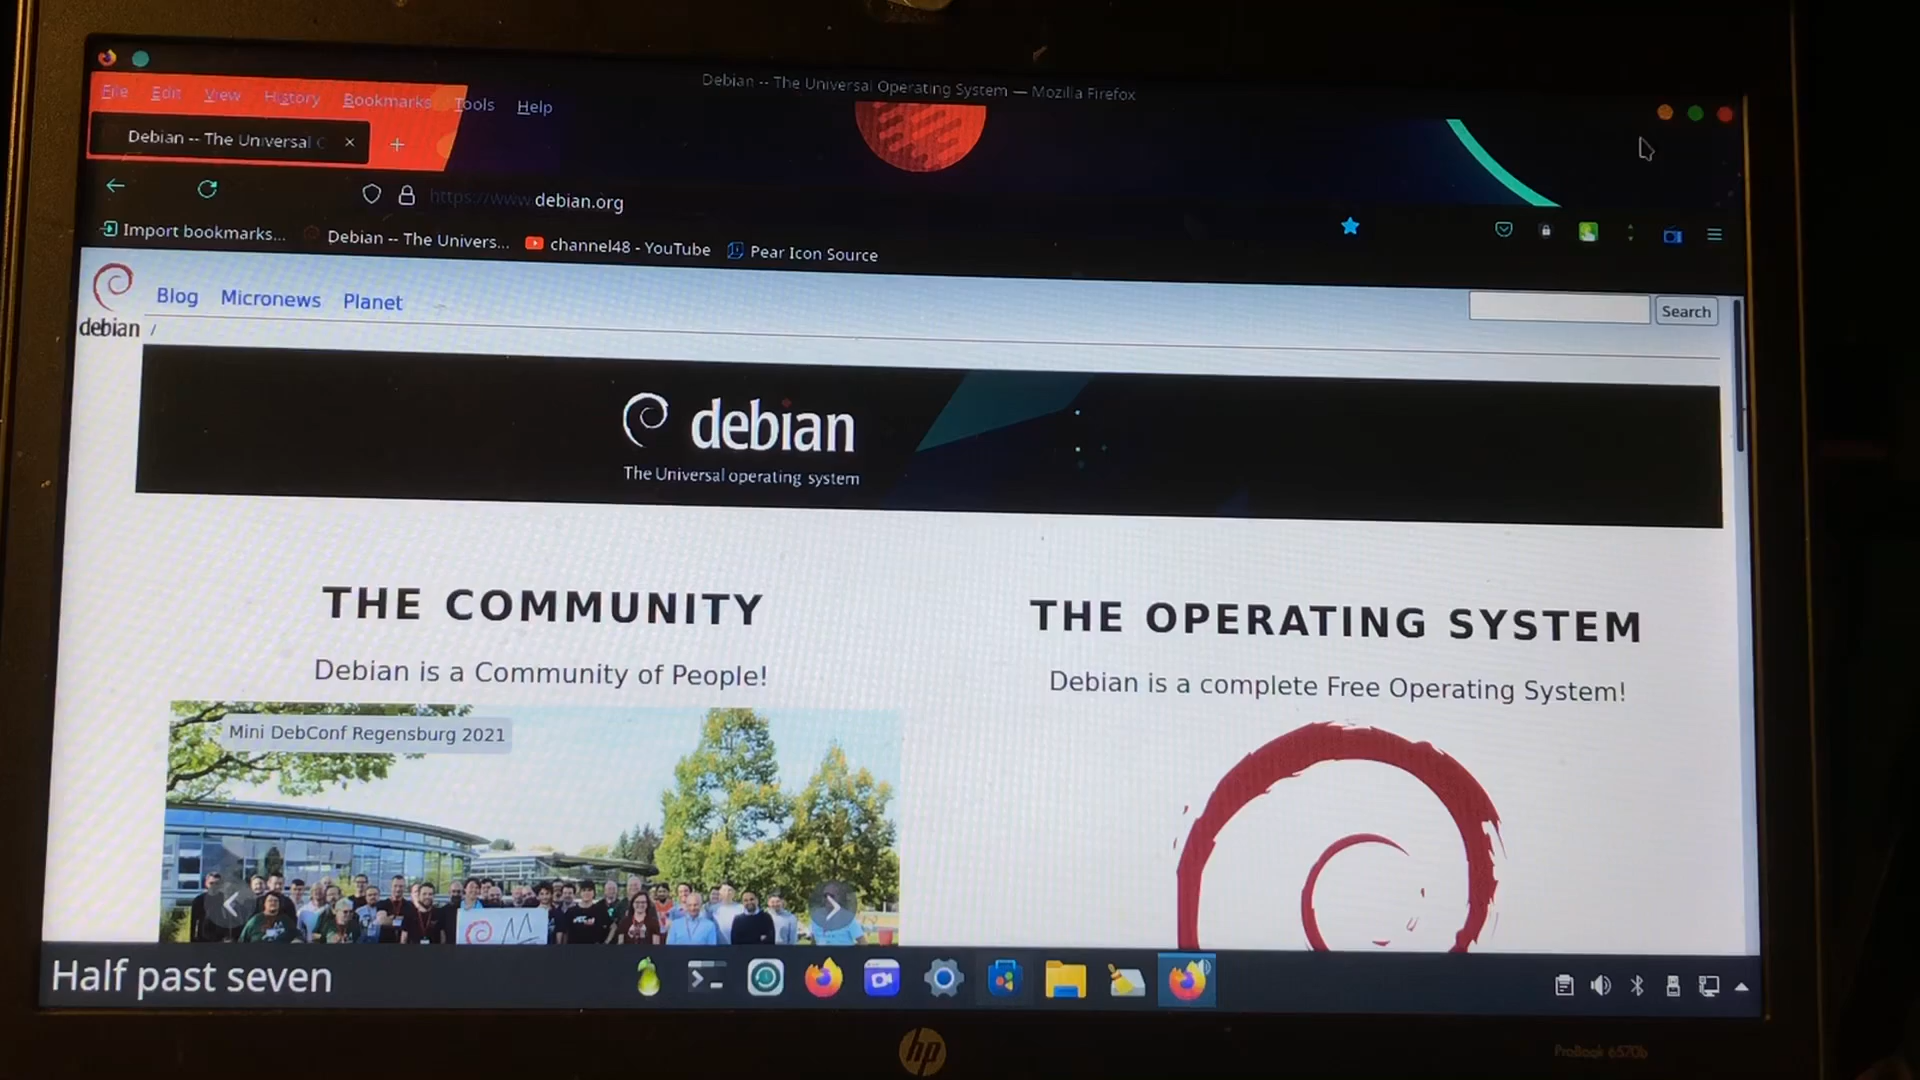 Debian -- The Universal Operating System — Mozilla Firefox
File Edit View History Bookmarks Tools Help
Debian -- The Universal
https://www.debian.org
Import bookmarks... Debian -- The Univers... channel48 - YouTube Pear Icon Source
Blog Micronews Planet
Search
debian /
debian
The Universal operating system
THE COMMUNITY
Debian is a Community of People!
Mini DebConf Regensburg 2021
THE OPERATING SYSTEM
Debian is a complete Free Operating System!
Half past seven
hp
ProBook 6570b